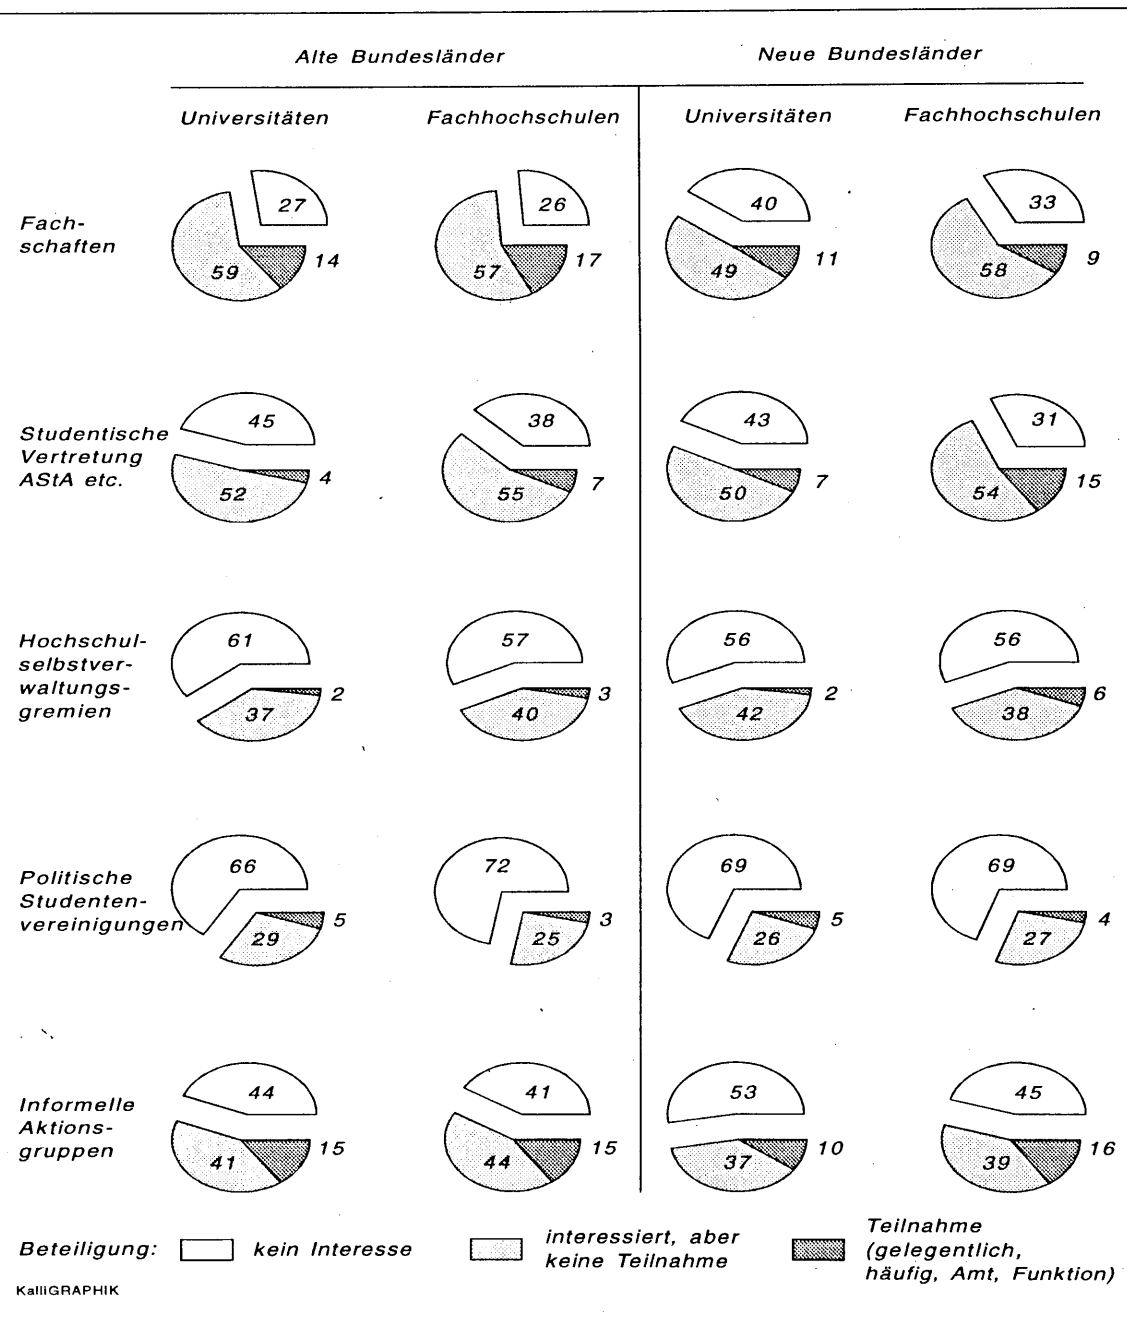 Alte Bundesländer Neue Bundesländer
Universitäten Fachhochschulen Universitäten Fachhochschulen
Fach-
schaften
27 59 14 26 57 17 40 49 11 33 58 9
Studentische
Vertretung
AStA etc.
45 52 4 38 55 7 43 50 7 31 54 15
Hochschul-
selbstver-
waltungs-
gremien
61 37 2 57 40 3 56 42 2 56 38 6
Politische
Studenten-
vereinigungen
66 29 5 72 25 3 69 26 5 69 27 4
Informelle
Aktions-
gruppen
44 41 15 41 44 15 53 37 10 45 39 16
Beteiligung: kein Interesse
interessiert, aber
keine Teilnahme
Teilnahme
(gelegentlich,
häufig, Amt, Funktion)
KalliGRAPHIK